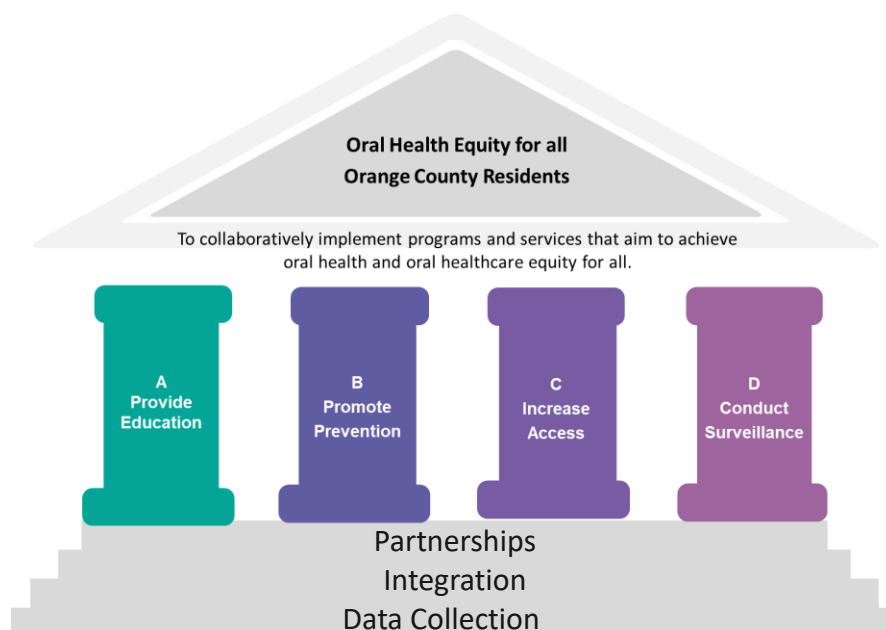 Oral Health Equity for all
Orange County Residents
To collaboratively implement programs and services that aim to achieve
oral health and oral healthcare equity for all.
A
Provide
Education
B
Promote
Prevention
C
Increase
Access
D
Conduct
Surveillance
Partnerships
Integration
Data Collection